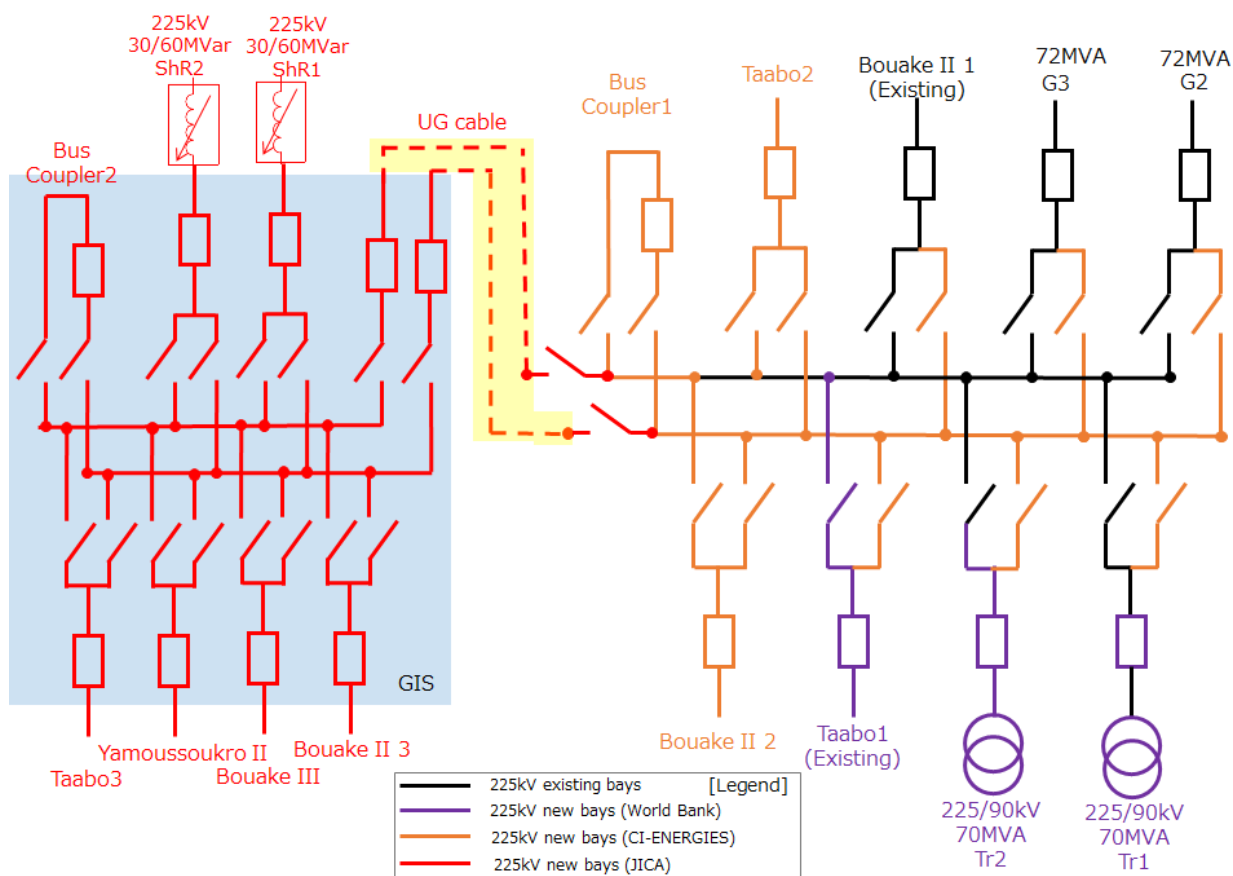 225kV
30/60MVar
ShR2
225kV
30/60MVar
ShR1
Bus
Coupler2
UG cable
Bus
Coupler1
Taabo2
Bouake II 1
(Existing)
72MVA
G3
72MVA
G2
GIS
Taabo3
Yamoussoukro II
Bouake III
Bouake II 3
Bouake II 2
Taabo1
(Existing)
225/90kV
70MVA
Tr2
225/90kV
70MVA
Tr1
225kV existing bays [Legend]
225kV new bays (World Bank)
225kV new bays (CI-ENERGIES)
225kV new bays (JICA)